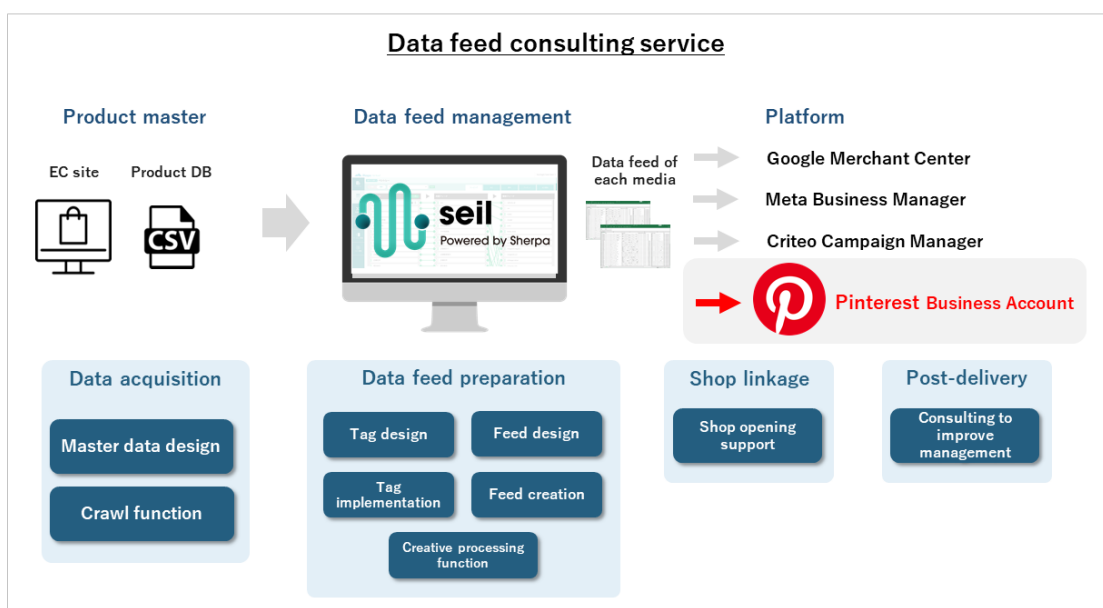 Data feed consulting service
Product master
Data feed management
Platform
EC site
Product DB
CSV
seil
Powered by Sherpa
Data feed of
each media
Google Merchant Center
Meta Business Manager
Criteo Campaign Manager
Pinterest Business Account
Data acquisition
Master data design
Crawl function
Data feed preparation
Tag design
Feed design
Tag
implementation
Feed creation
Creative processing
function
Shop linkage
Shop opening
support
Post-delivery
Consulting to
improve
management